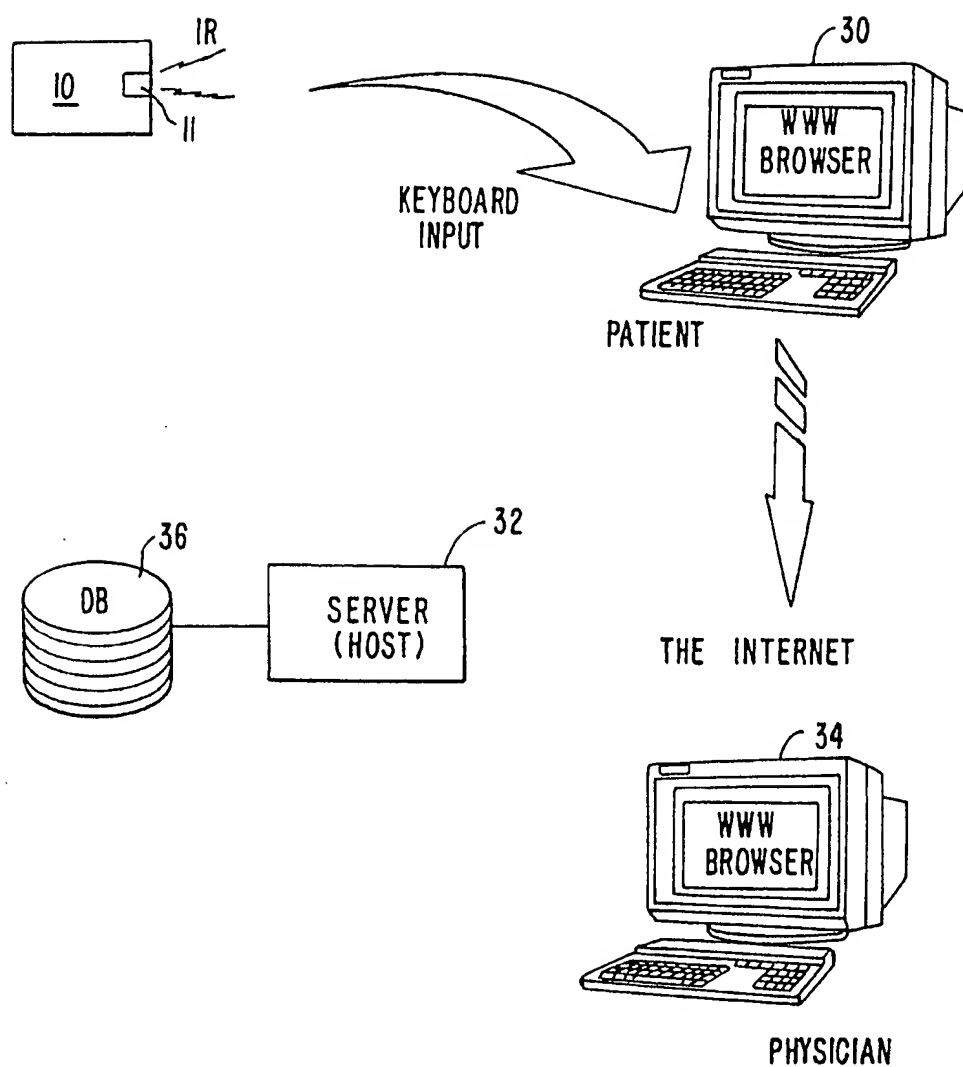 IR
10
11
30
WWW
BROWSER
KEYBOARD
INPUT
PATIENT
36
DB
32
SERVER
(HOST)
THE INTERNET
34
WWW
BROWSER
PHYSICIAN